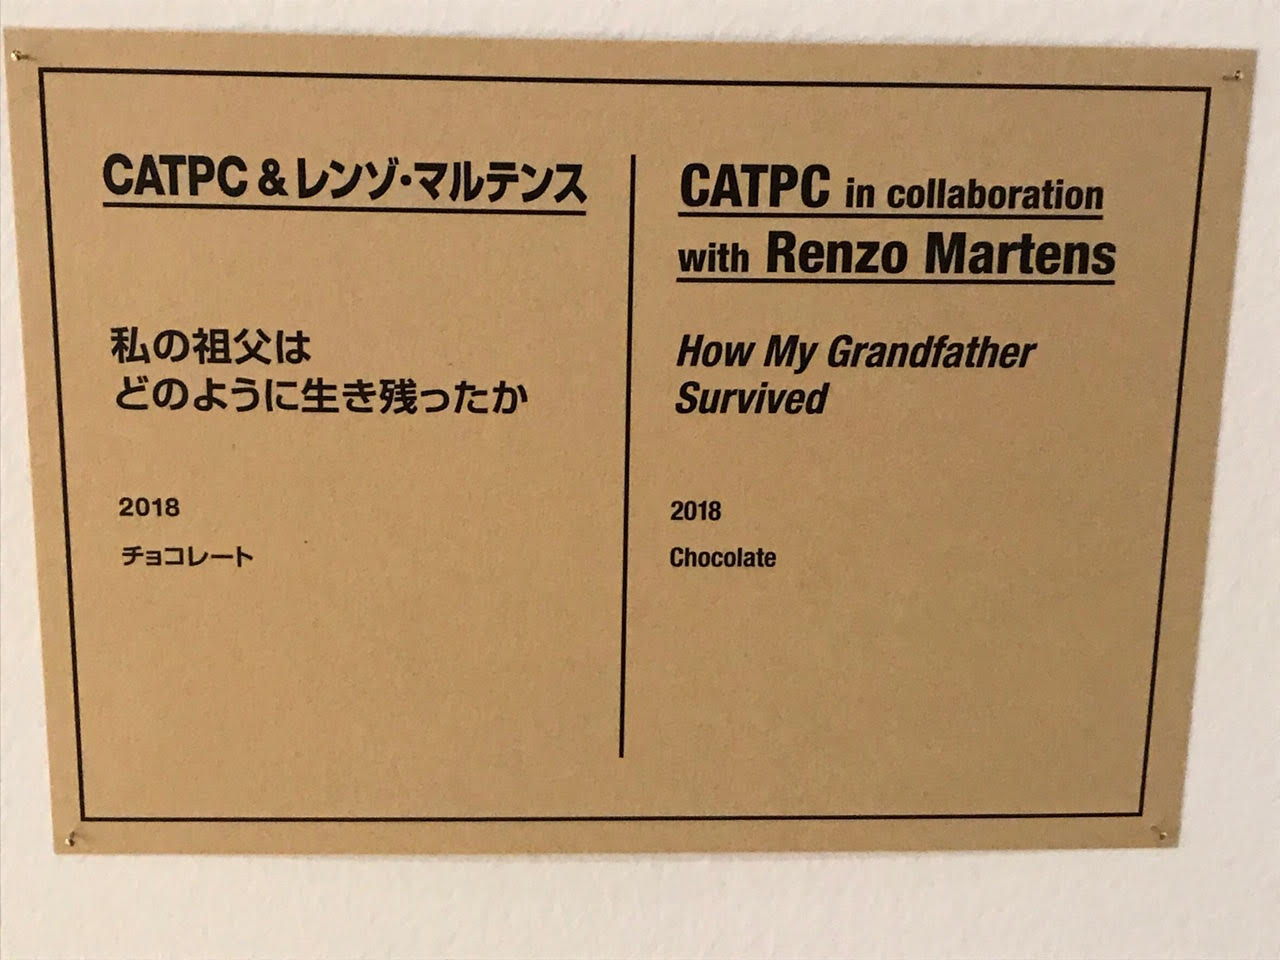 CATPC & レンゾ・マルテンス
私の祖父は
どのように生き残ったか
2018
チョコレート
CATPC in collaboration
with Renzo Martens
How My Grandfather
Survived
2018
Chocolate